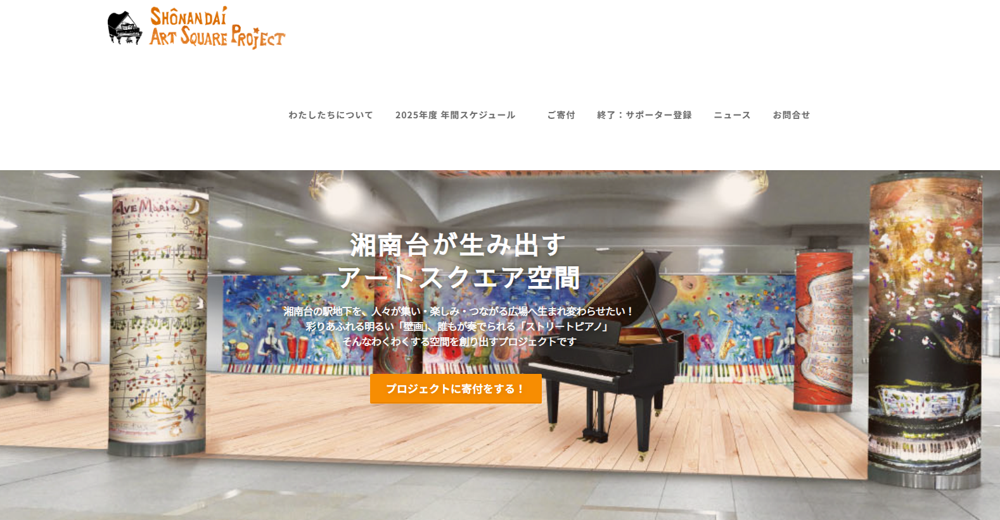 SHÔNANDAI
ART SQUARE PROJECT
わたしたちについて 2025年度 年間スケジュール ご寄付 終了：サポーター登録 ニュース お問合せ
AVE MARIA
湘南台が生み出す
アートスクエア空間
湘南台の駅地下を、人々が集い・楽しみ・つながる広場へ生まれ変わらせたい！
彩りあふれる明るい「壁画」、誰もが奏でられる「ストリートピアノ」
そんなわくわくする空間を創り出すプロジェクトです
プロジェクトに寄付をする！